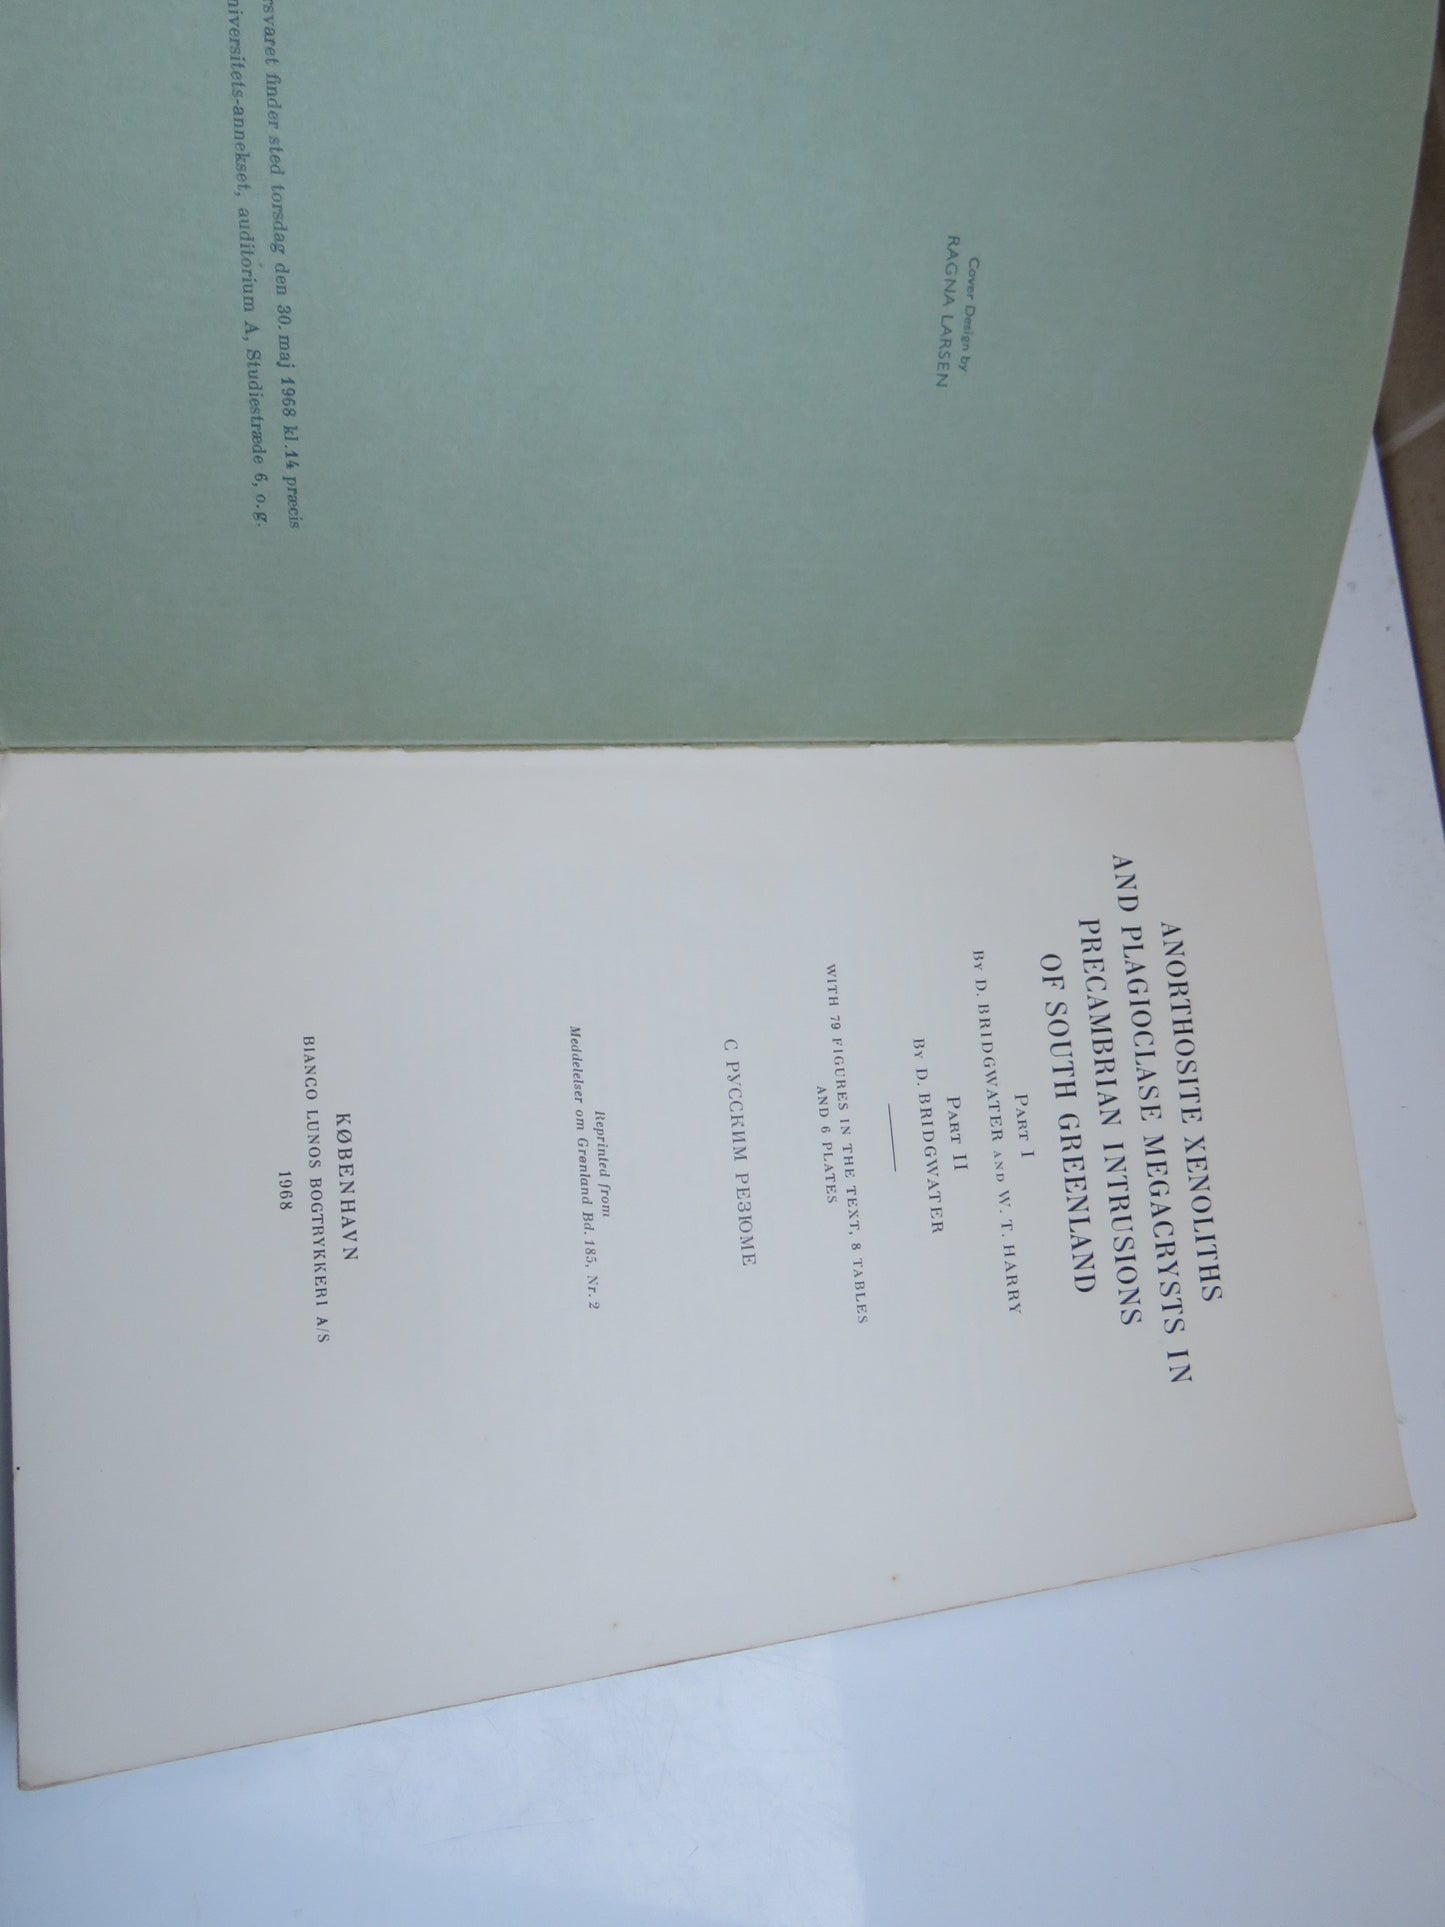 Cover Design by
RAGNA LARSEN
finder sted torsdag den 30. maj 1968 kl. 14 præcis
auditorium A, Studiestræde 6, o. g.
ANORTHOSITE XENOLITHS
AND PLAGIOCLASE MEGACRYSTS IN
PRECAMBRIAN INTRUSIONS
OF SOUTH GREENLAND
PART I
BY D. BRIDGWATER AND W. T. HARRY
PART II
BY D. BRIDGWATER
WITH 79 FIGURES IN THE TEXT, 8 TABLES
AND 6 PLATES
С РУССКИМ РЕЗЮМЕ
Reprinted from
Meddelelser om Grønland Bd. 185, Nr. 2
KØBENHAVN
BIANCO LUNOS BOGTRYKKERI A/S
1968